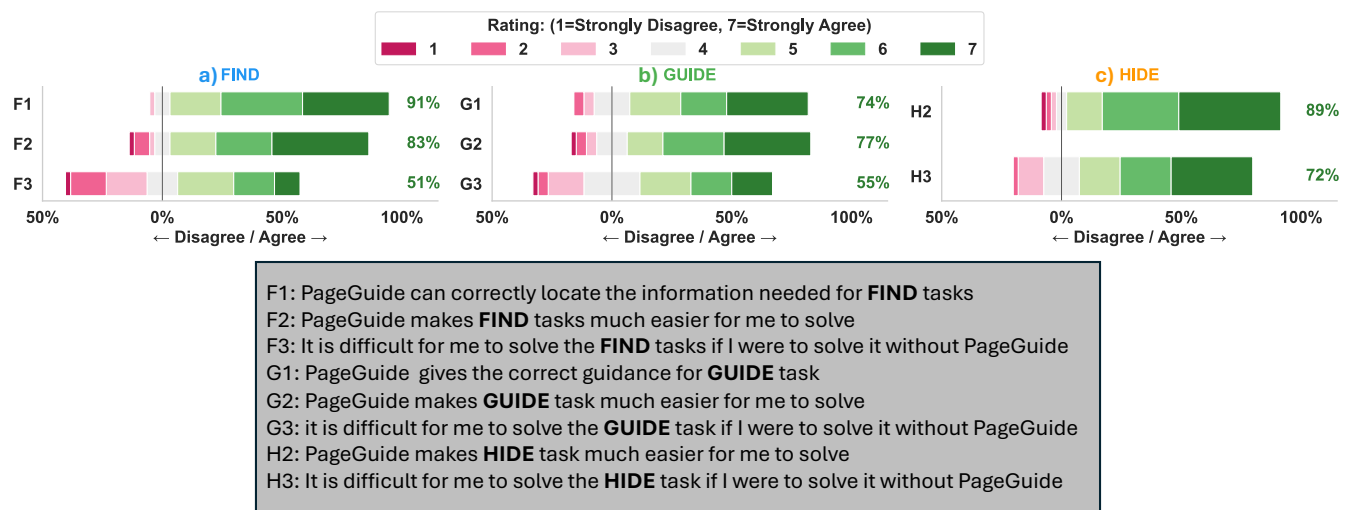 Rating: (1=Strongly Disagree, 7=Strongly Agree)
1 2 3 4 5 6 7
a) FIND
b) GUIDE
c) HIDE
F1 91%
F2 83%
F3 51%
50% 0% 50% 100%
← Disagree / Agree →
G1 74%
G2 77%
G3 55%
50% 0% 50% 100%
← Disagree / Agree →
H2 89%
H3 72%
50% 0% 50% 100%
← Disagree / Agree →
F1: PageGuide can correctly locate the information needed for FIND tasks
F2: PageGuide makes FIND tasks much easier for me to solve
F3: It is difficult for me to solve the FIND tasks if I were to solve it without PageGuide
G1: PageGuide gives the correct guidance for GUIDE task
G2: PageGuide makes GUIDE task much easier for me to solve
G3: it is difficult for me to solve the GUIDE task if I were to solve it without PageGuide
H2: PageGuide makes HIDE task much easier for me to solve
H3: It is difficult for me to solve the HIDE task if I were to solve it without PageGuide